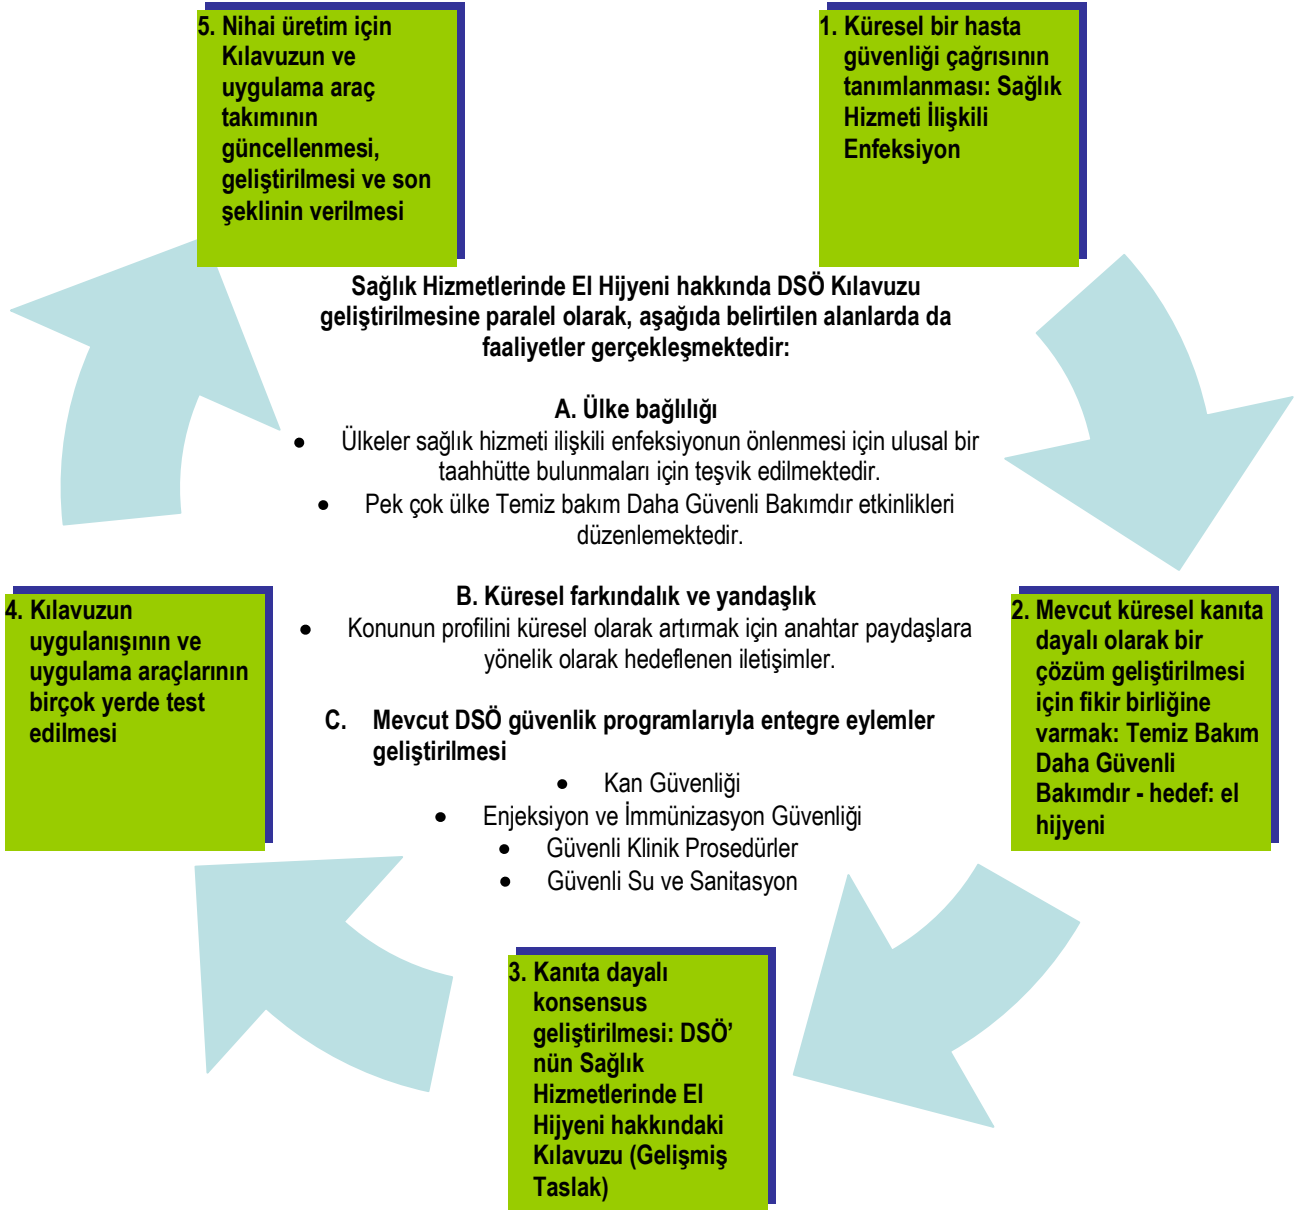 5. Nihai üretim için
Kılavuzun ve
uygulama araç
takımının
güncellenmesi,
geliştirilmesi ve son
şeklinin verilmesi
1. Küresel bir hasta
güvenliği çağrısının
tanımlanması: Sağlık
Hizmeti İlişkili
Enfeksiyon
Sağlık Hizmetlerinde El Hijyeni hakkında DSÖ Kılavuzu
geliştirilmesine paralel olarak, aşağıda belirtilen alanlarda da
faaliyetler gerçekleşmektedir:
A. Ülke bağlılığı
• Ülkeler sağlık hizmeti ilişkili enfeksiyonun önlenmesi için ulusal bir
taahhütte bulunmaları için teşvik edilmektedir.
• Pek çok ülke Temiz bakım Daha Güvenli Bakımdır etkinlikleri
düzenlemektedir.
B. Küresel farkındalık ve yandaşlık
• Konunun profilini küresel olarak artırmak için anahtar paydaşlara
yönelik olarak hedeflenen iletişimler.
C. Mevcut DSÖ güvenlik programlarıyla entegre eylemler
geliştirilmesi
• Kan Güvenliği
• Enjeksiyon ve İmmünizasyon Güvenliği
• Güvenli Klinik Prosedürler
• Güvenli Su ve Sanitasyon
4. Kılavuzun
uygulanışının ve
uygulama araçlarının
birçok yerde test
edilmesi
2. Mevcut küresel kanıta
dayalı olarak bir
çözüm geliştirilmesi
için fikir birliğine
varmak: Temiz Bakım
Daha Güvenli
Bakımdır - hedef: el
hijyeni
3. Kanıta dayalı
konsensus
geliştirilmesi: DSÖ’
nün Sağlık
Hizmetlerinde El
Hijyeni hakkındaki
Kılavuzu (Gelişmiş
Taslak)